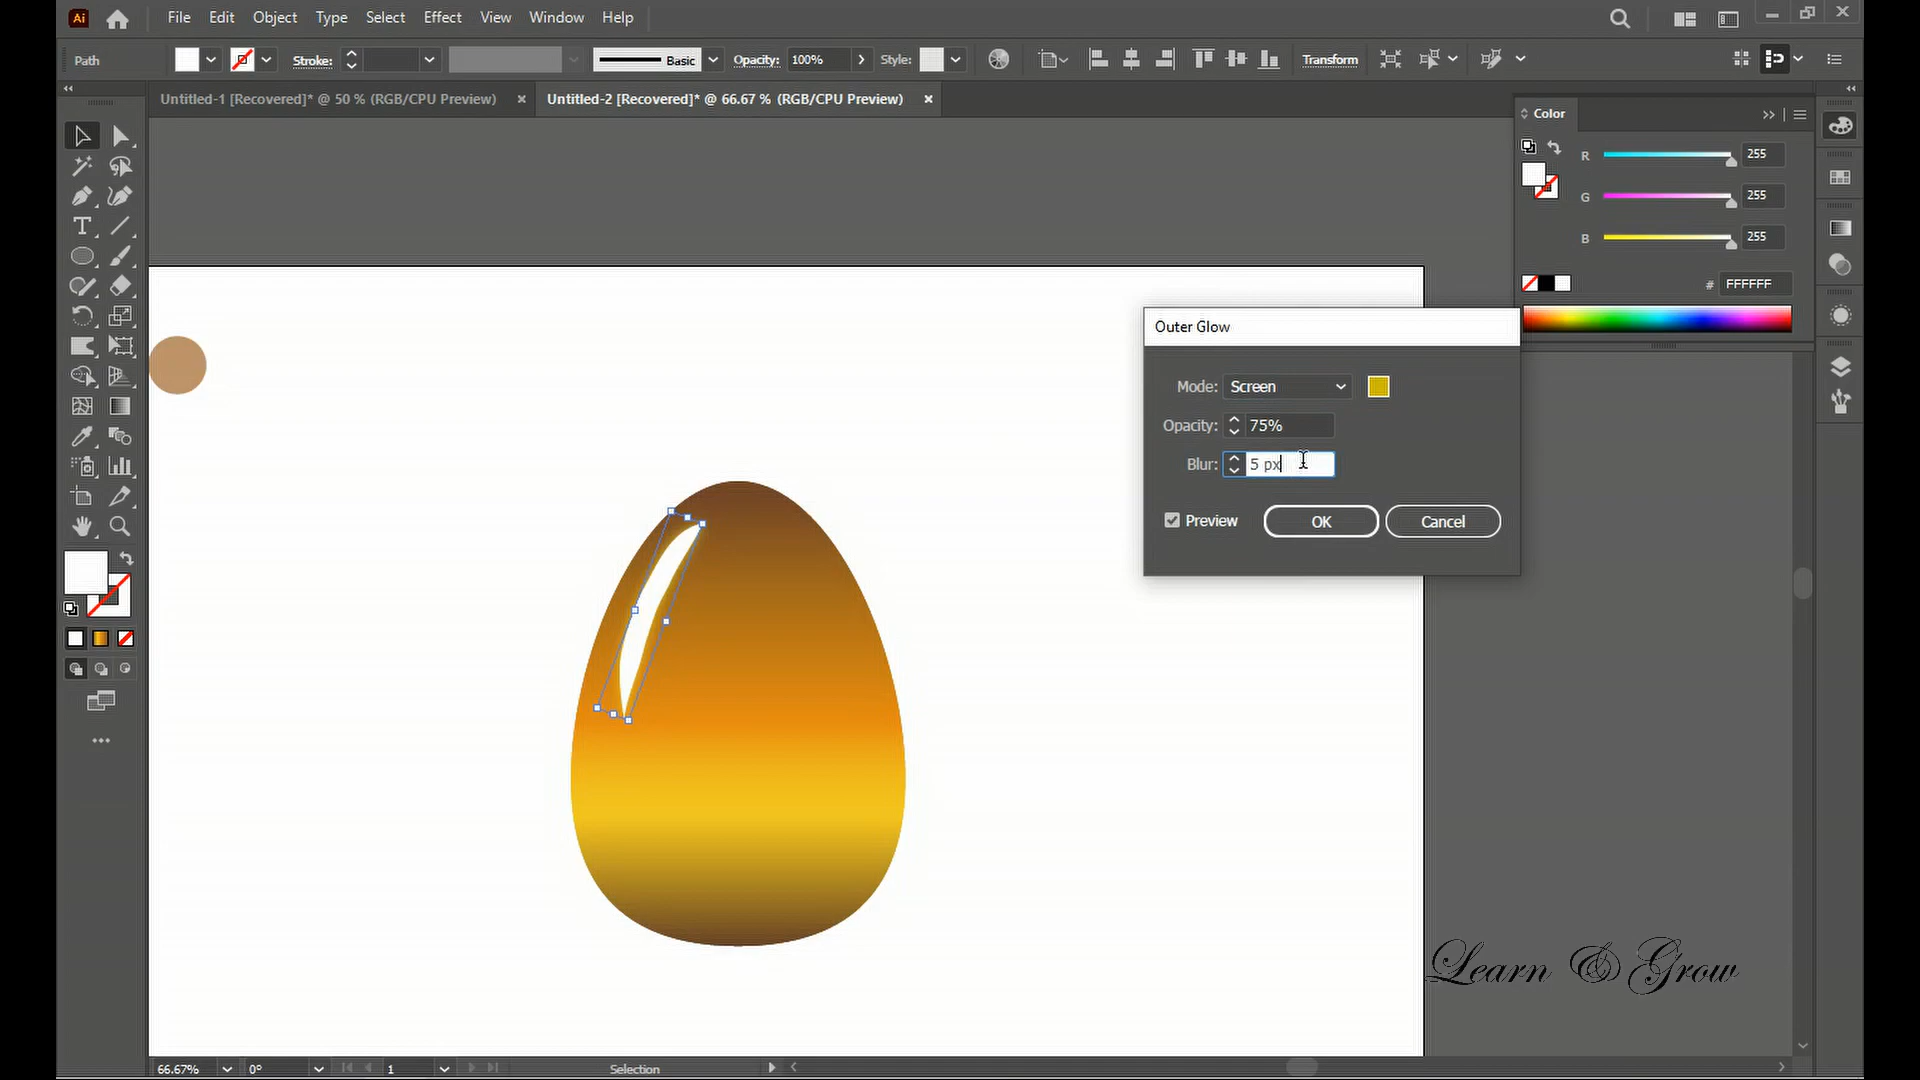 Ai File Edit Object Type Select Effect View Window Help
Path Stroke: Basic Opacity: 100% Style: Transform
Untitled-1 [Recovered]* @ 50 % (RGB/CPU Preview) Untitled-2 [Recovered]* @ 66.67 % (RGB/CPU Preview)
Color
R 255
G 255
B 255
# FFFFFF
Outer Glow
Mode: Screen
Opacity: 75%
Blur: 5 px
Preview OK Cancel
Learn & Grow
66.67% 0° 1 Selection